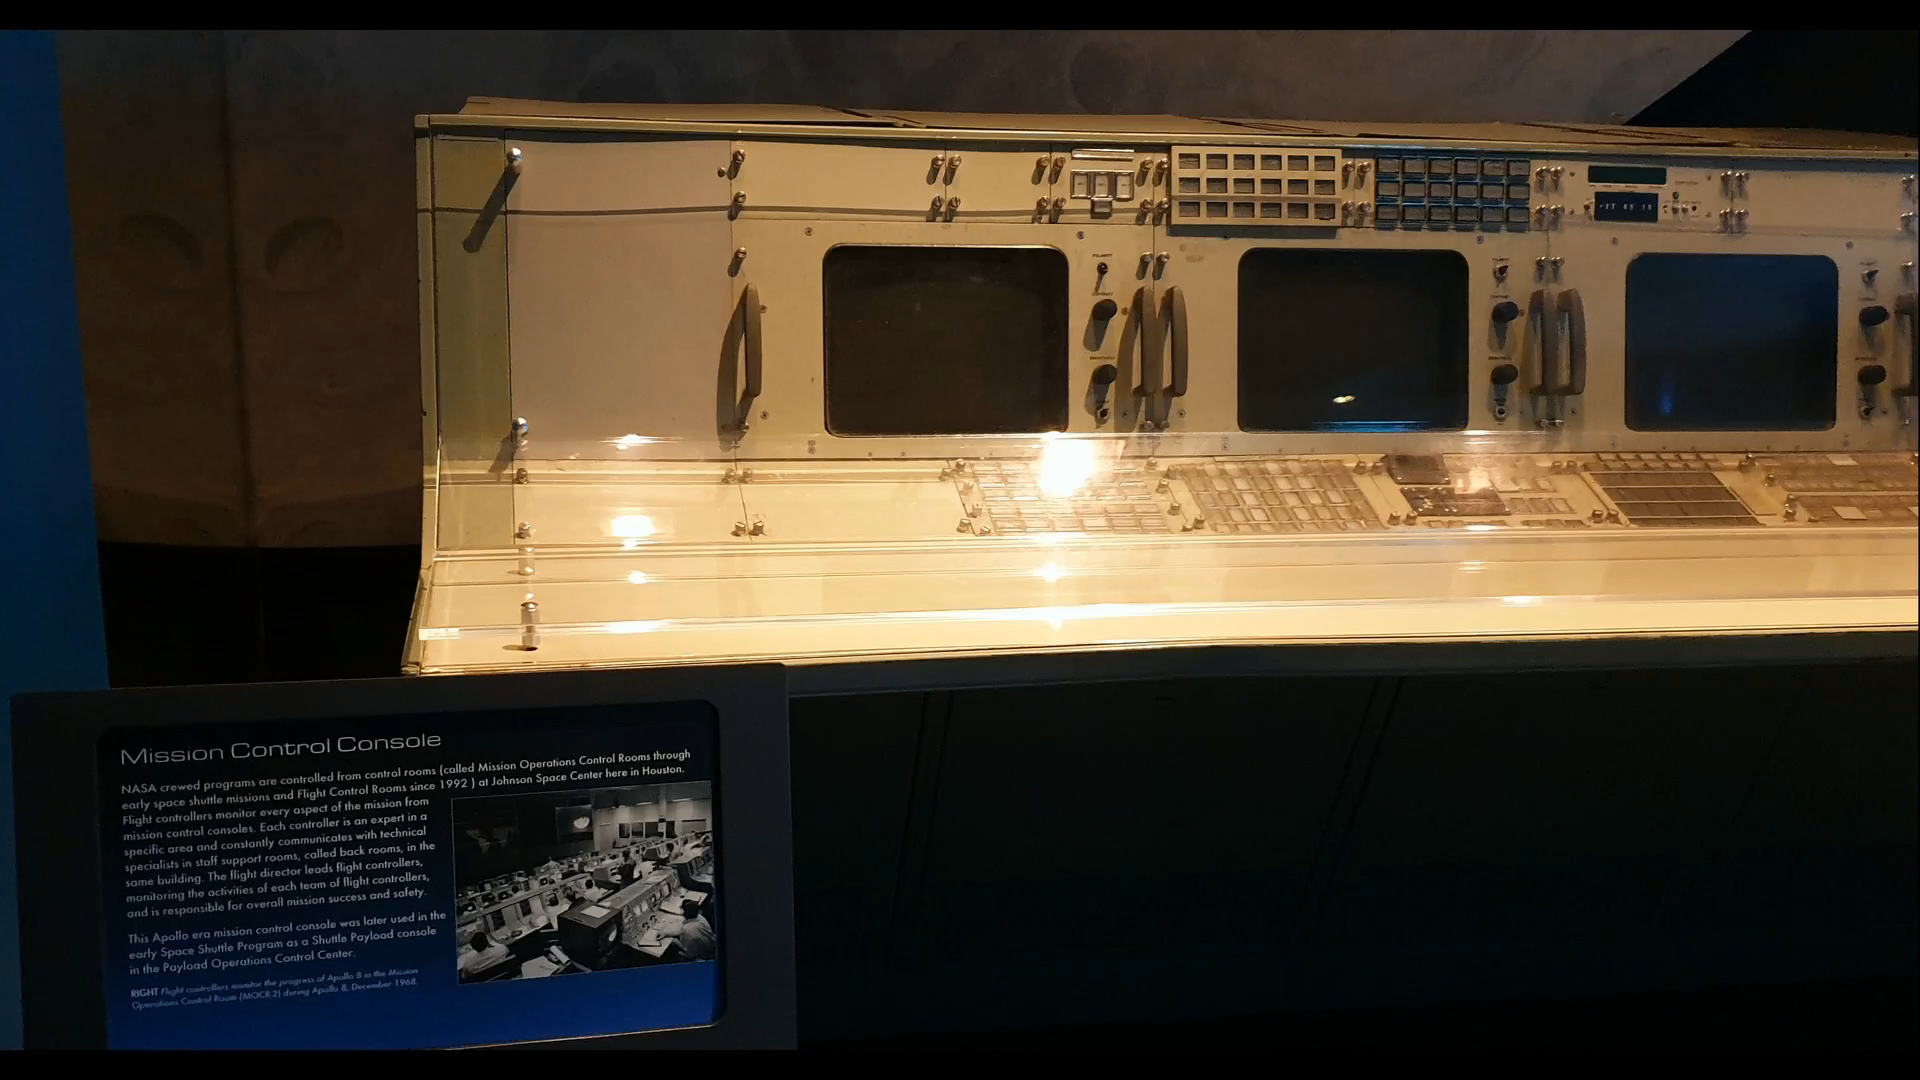 Mission Control Console
NASA crewed programs are controlled from control rooms (called Mission Operations Control Rooms through
early space shuttle missions and Flight Control Rooms since 1992 ) at Johnson Space Center here in Houston.
Flight controllers monitor every aspect of the mission from
mission control consoles. Each controller is an expert in a
specific area and constantly communicates with technical
specialists in staff support rooms, called back rooms, in the
same building. The flight director leads flight controllers,
monitoring the activities of each team of flight controllers,
and is responsible for overall mission success and safety.
This Apollo era mission control console was later used in the
early Space Shuttle Program as a Shuttle Payload console
in the Payload Operations Control Center.
RIGHT Flight controllers monitor the progress of Apollo 8 in the Mission
Operations Control Room (MOCR-2) during Apollo 8, December 1968.